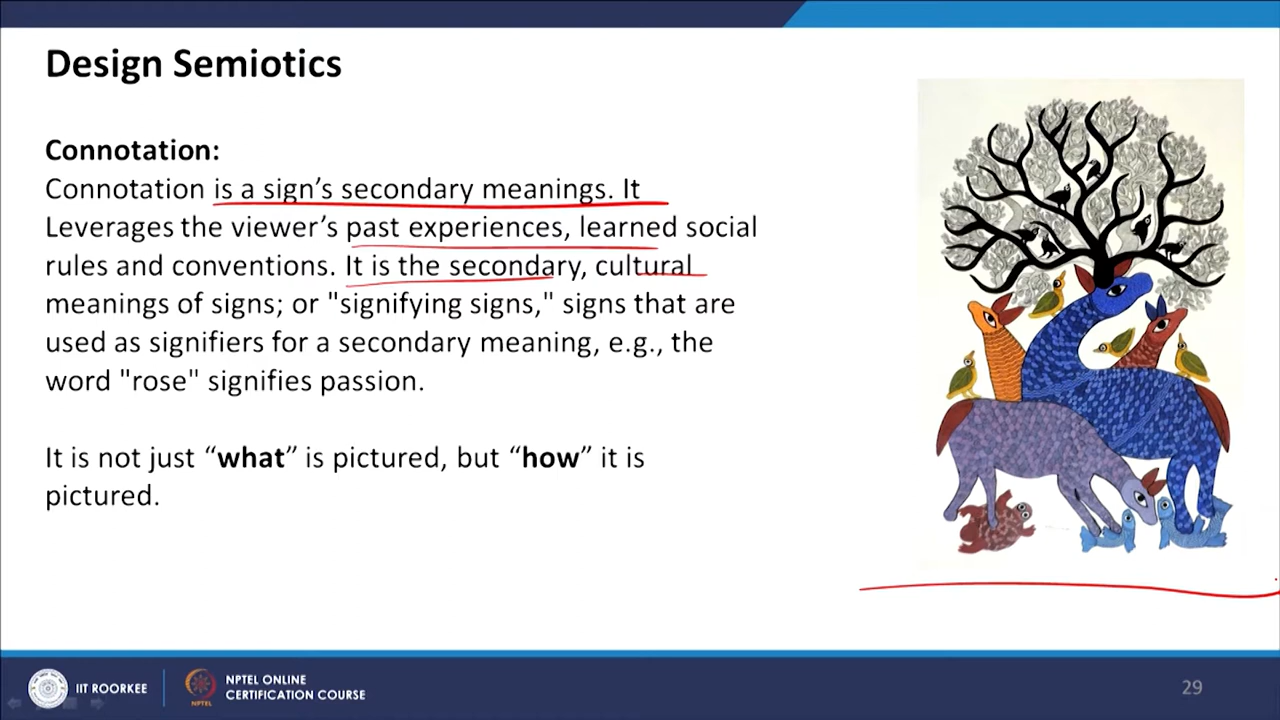 Design Semiotics
Connotation:
Connotation is a sign’s secondary meanings. It
Leverages the viewer’s past experiences, learned social
rules and conventions. It is the secondary, cultural
meanings of signs; or "signifying signs," signs that are
used as signifiers for a secondary meaning, e.g., the
word "rose" signifies passion.
It is not just “what” is pictured, but “how” it is
pictured.
IIT ROORKEE
NPTEL
NPTEL ONLINE
CERTIFICATION COURSE
29